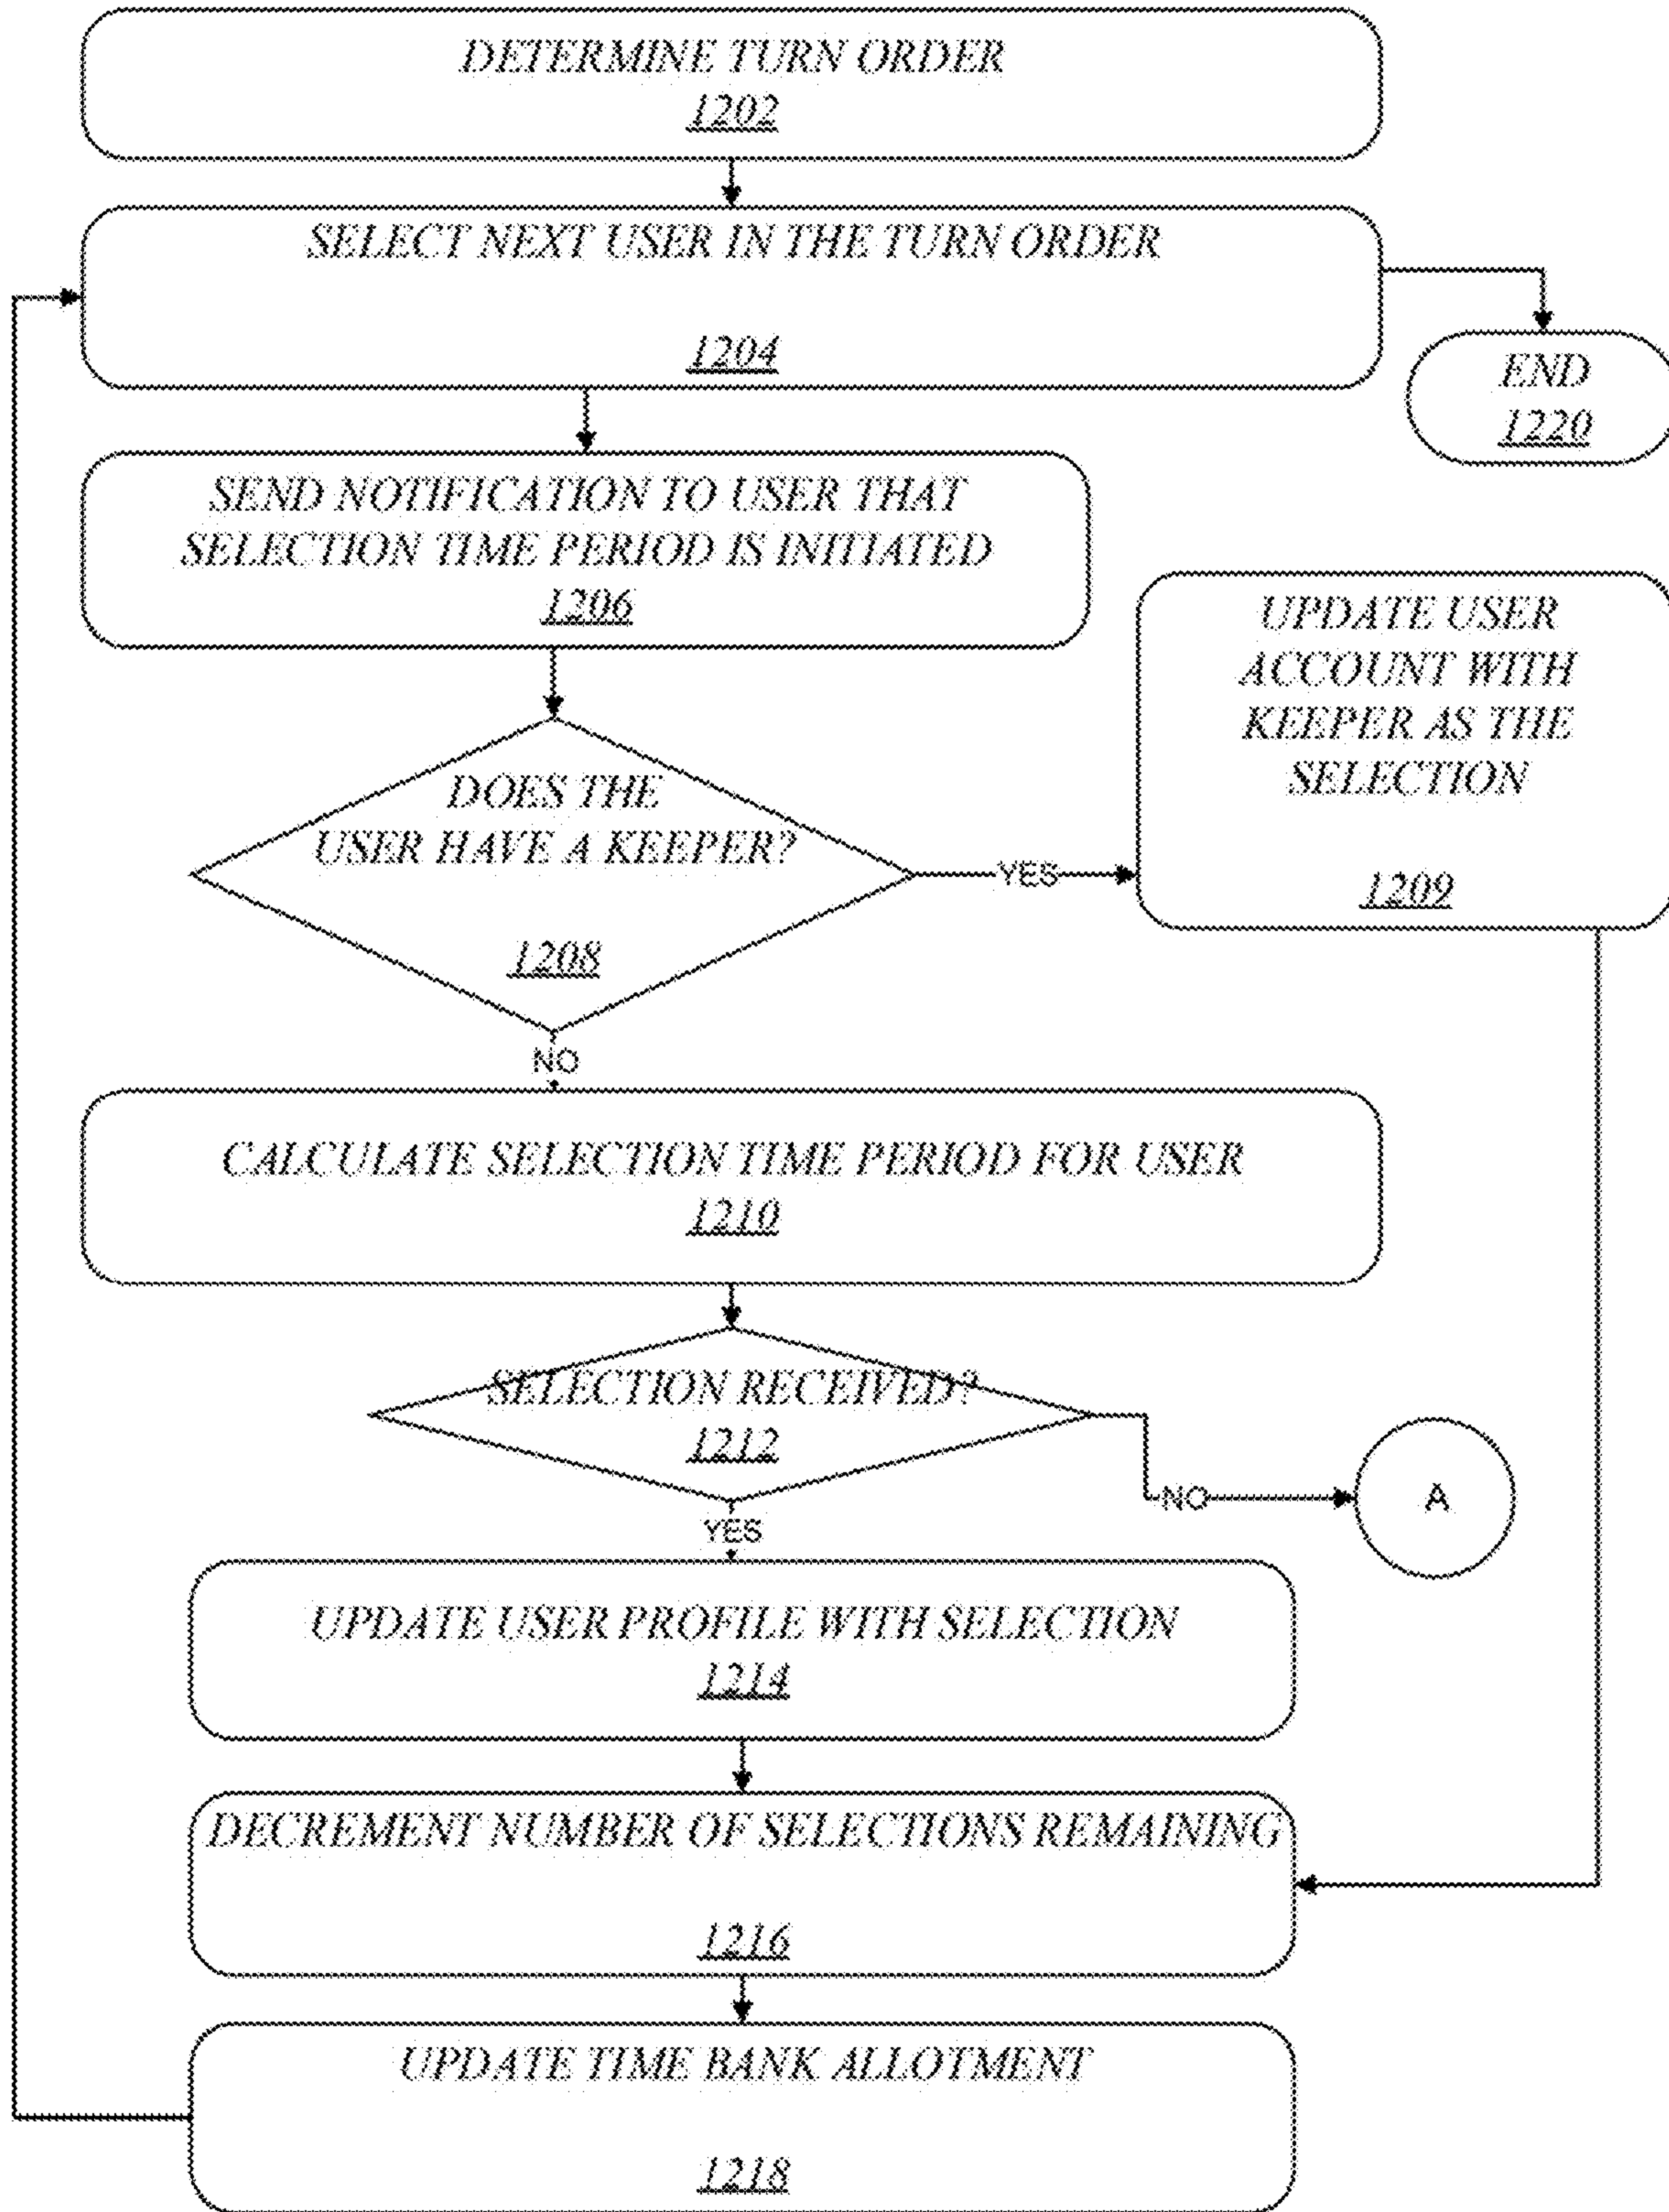 DETERMINE TURN ORDER
1202
SELECT NEXT USER IN THE TURN ORDER
1204
END
1220
SEND NOTIFICATION TO USER THAT
SELECTION TIME PERIOD IS INITIATED
1206
UPDATE USER
ACCOUNT WITH
KEEPER AS THE
SELECTION
1209
DOES THE
USER HAVE A KEEPER?
1208
YES
NO
CALCULATE SELECTION TIME PERIOD FOR USER
1210
SELECTION RECEIVED?
1212
NO
A
YES
UPDATE USER PROFILE WITH SELECTION
1214
DECREMENT NUMBER OF SELECTIONS REMAINING
1216
UPDATE TIME BANK ALLOTMENT
1218